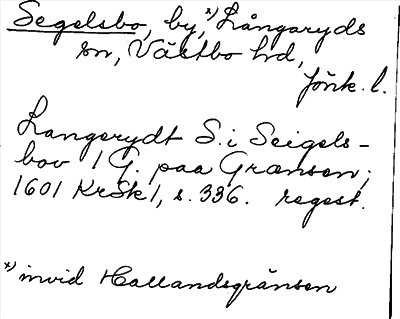 Segelsbo, by,ˣ⁾ Långaryds
sn, Västbo hd,
Jönk. l.
Langerydt S. i Seigels-
bov 1 G. paa Grænsen;
1601 KrSk 1, s. 336. regest.
ˣ⁾ invid Hallandsgränsen